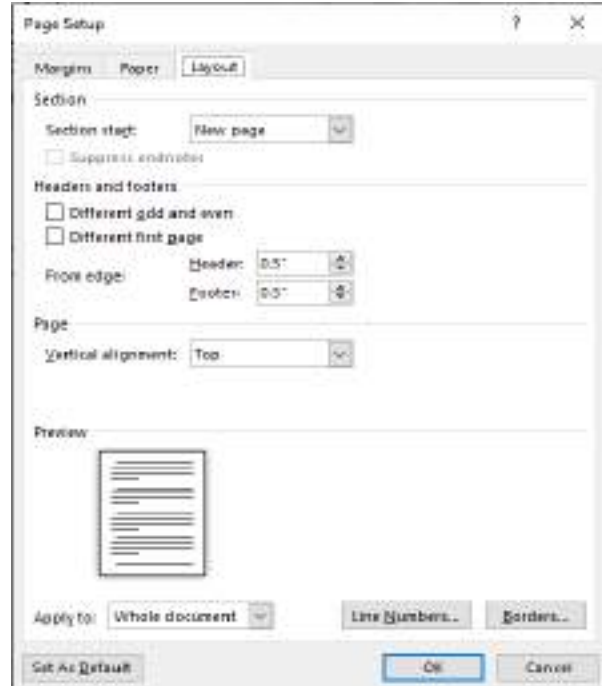 Page Setup ? ×
Margins Paper Layout
Section
Section start: New page
Suppress endnotes
Headers and footers
Different odd and even
Different first page
Header: 0.5"
From edge:
Footer: 0.5"
Page
Vertical alignment: Top
Preview
Apply to: Whole document Line Numbers... Borders...
Set As Default OK Cancel